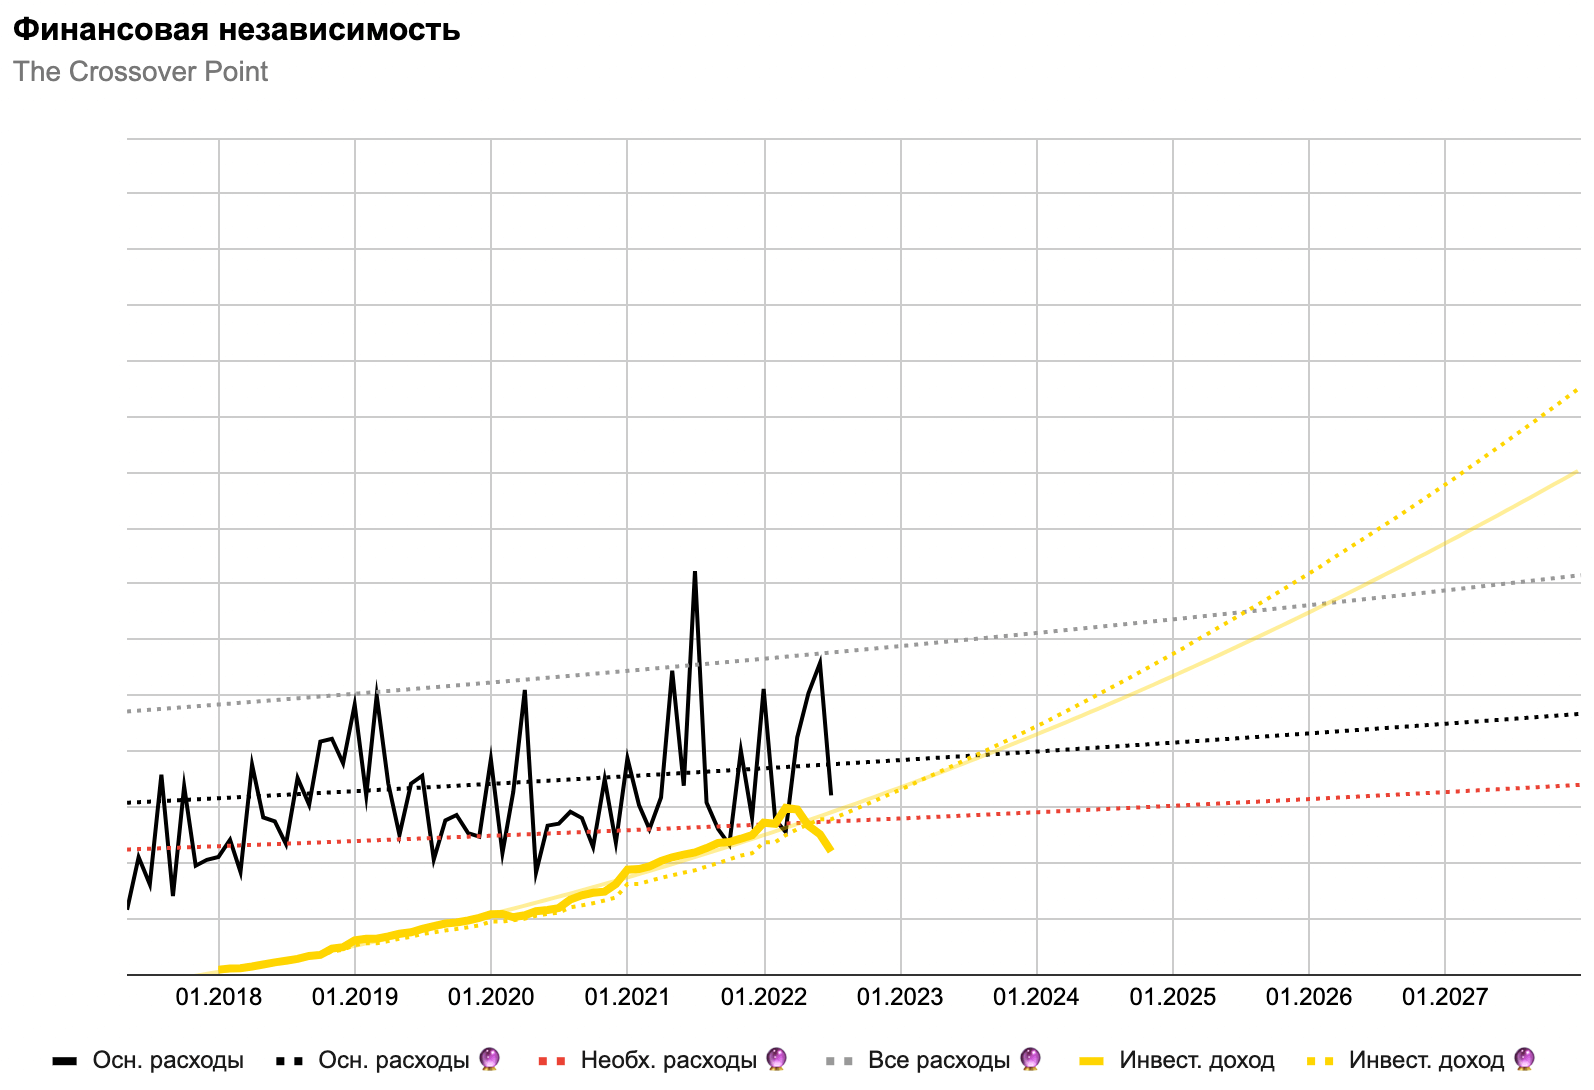 Финансовая независимость
The Crossover Point
01.2018 01.2019 01.2020 01.2021 01.2022 01.2023 01.2024 01.2025 01.2026 01.2027
Осн. расходы Осн. расходы 🔮 Необх. расходы 🔮 Все расходы 🔮 Инвест. доход Инвест. доход 🔮